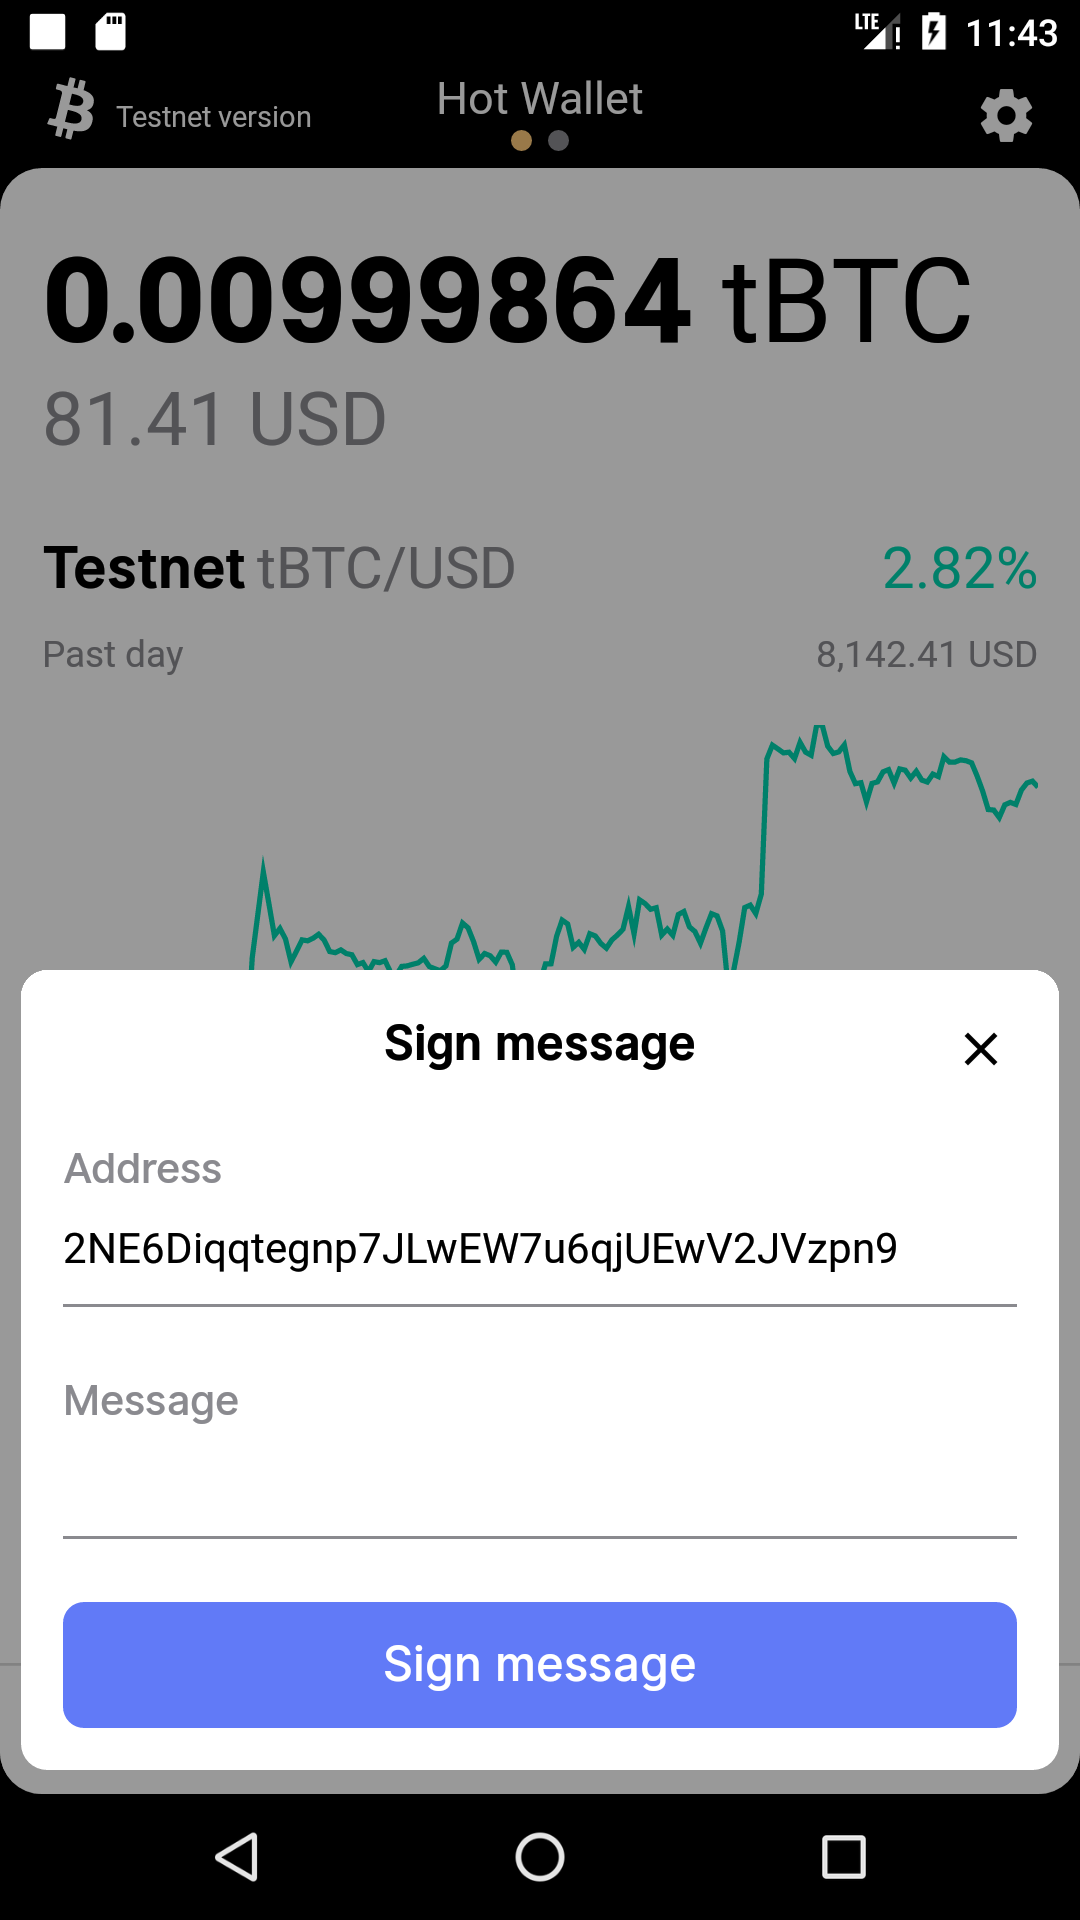 LTE 11:43
Testnet version
Hot Wallet
0.00999864 tBTC
81.41 USD
Testnet tBTC/USD 2.82%
Past day 8,142.41 USD
Sign message
Address
2NE6Diqqtegnp7JLwEW7u6qjUEwV2JVzpn9
Message
Sign message